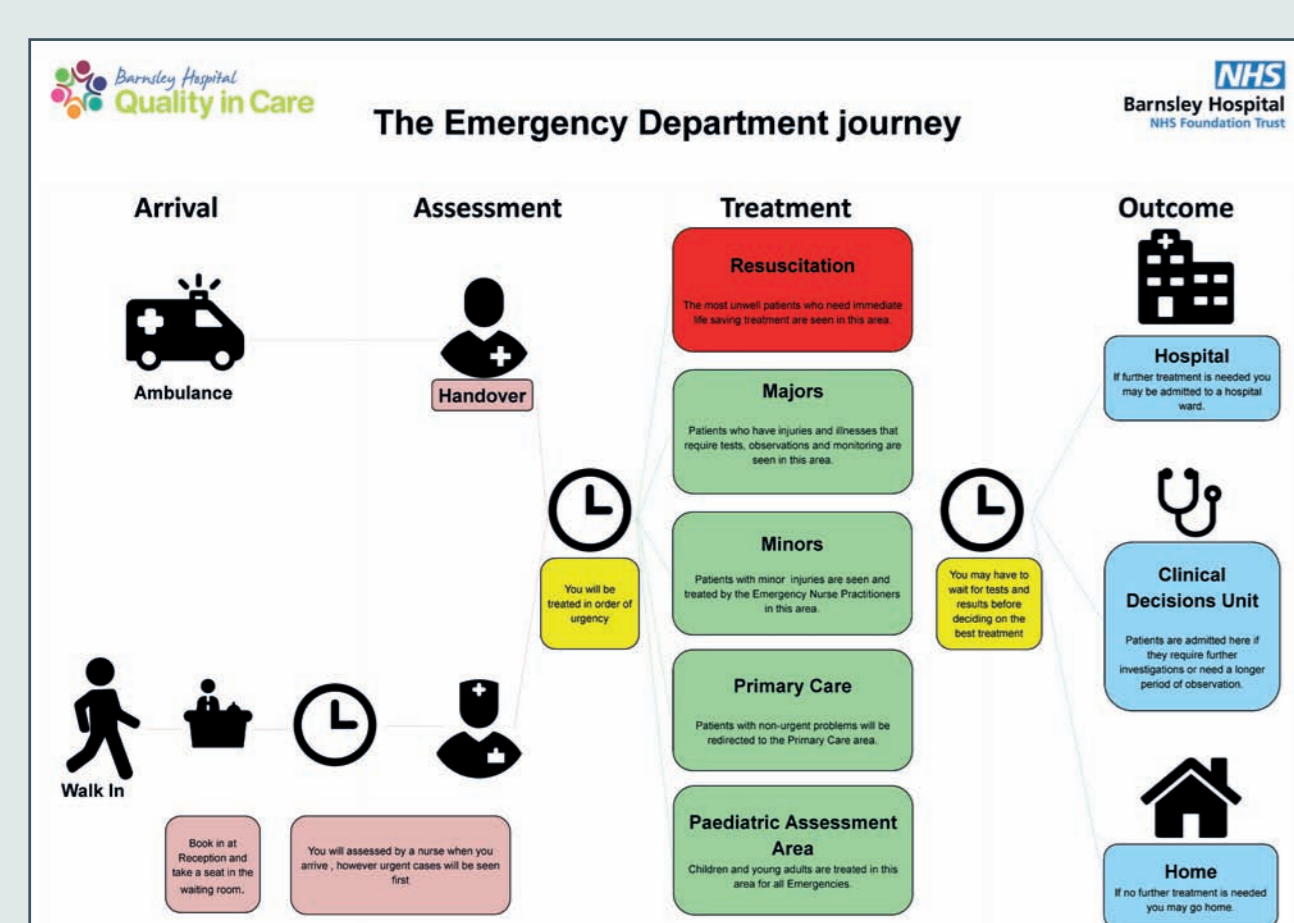 Barnsley Hospital
Quality in Care
NHS
Barnsley Hospital
NHS Foundation Trust
The Emergency Department journey
Arrival
Assessment
Treatment
Outcome
Ambulance
Handover
Walk In
Book in at
Reception and
take a seat in the
waiting room.
You will assessed by a nurse when you
arrive , however urgent cases will be seen
first
You will be
treated in order of
urgency
Resuscitation
The most unwell patients who need immediate
life saving treatment are seen in this area.
Majors
Patients who have injuries and illnesses that
require tests, observations and monitoring are
seen in this area.
Minors
Patients with minor injuries are seen and
treated by the Emergency Nurse Practitioners
in this area.
Primary Care
Patients with non-urgent problems will be
redirected to the Primary Care area.
Paediatric Assessment
Area
Children and young adults are treated in this
area for all Emergencies.
You may have to
wait for tests and
results before
deciding on the
best treatment
Hospital
If further treatment is needed you
may be admitted to a hospital
ward.
Clinical
Decisions Unit
Patients are admitted here if
they require further
investigations or need a longer
period of observation.
Home
If no further treatment is needed
you may go home.